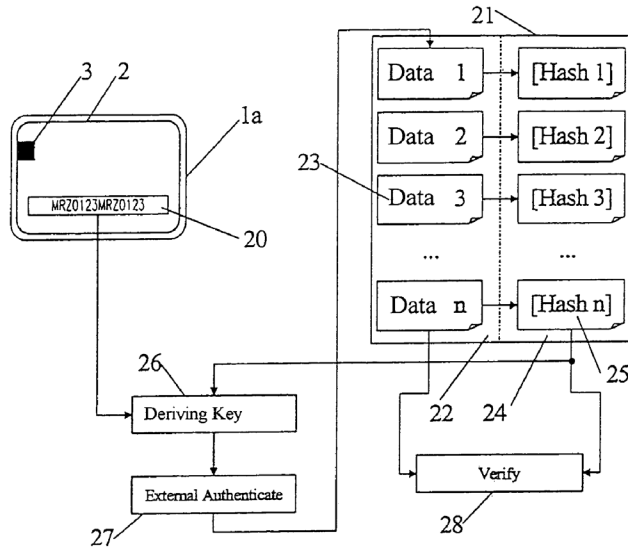 21
3 2
1a
Data 1 [Hash 1]
Data 2 [Hash 2]
23
Data 3 [Hash 3]
MRZ0123MRZ0123
20
... ...
Data n [Hash n]
26
22 24 25
Deriving Key
External Authenticate
Verify
27
28